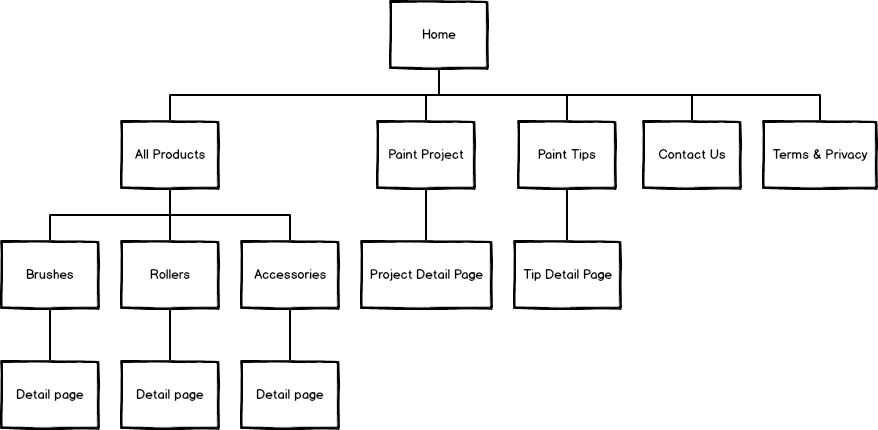 Home
All Products
Paint Project
Paint Tips
Contact Us
Terms & Privacy
Brushes
Rollers
Accessories
Project Detail Page
Tip Detail Page
Detail page
Detail page
Detail page